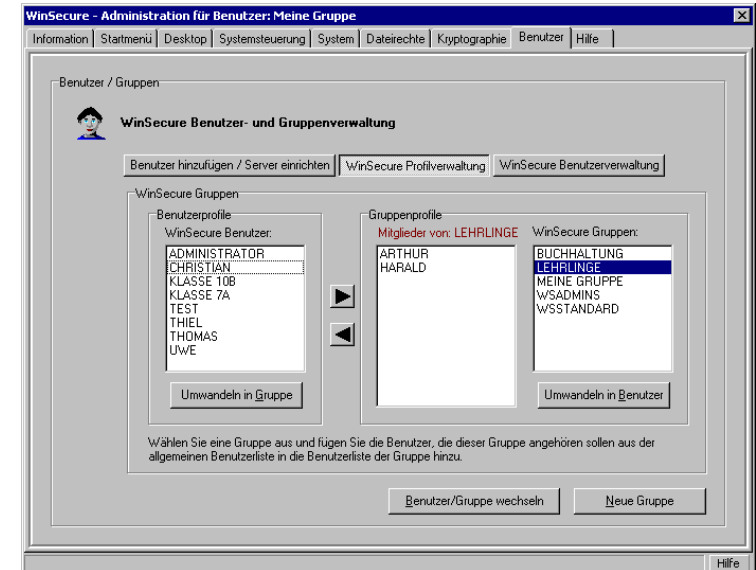 WinSecure - Administration für Benutzer: Meine Gruppe
Information Startmenü Desktop Systemsteuerung System Dateirechte Kryptographie Benutzer Hilfe
Benutzer / Gruppen
WinSecure Benutzer- und Gruppenverwaltung
Benutzer hinzufügen / Server einrichten WinSecure Profilverwaltung WinSecure Benutzerverwaltung
WinSecure Gruppen
Benutzerprofile
WinSecure Benutzer:
ADMINISTRATOR
CHRISTIAN
KLASSE 10B
KLASSE 7A
TEST
THIEL
THOMAS
UWE
Umwandeln in Gruppe
Gruppenprofile
Mitglieder von: LEHRLINGE
ARTHUR
HARALD
WinSecure Gruppen:
BUCHHALTUNG
LEHRLINGE
MEINE GRUPPE
WSADMINS
WSSTANDARD
Umwandeln in Benutzer
Wählen Sie eine Gruppe aus und fügen Sie die Benutzer, die dieser Gruppe angehören sollen aus der
allgemeinen Benutzerliste in die Benutzerliste der Gruppe hinzu.
Benutzer/Gruppe wechseln Neue Gruppe
Hilfe